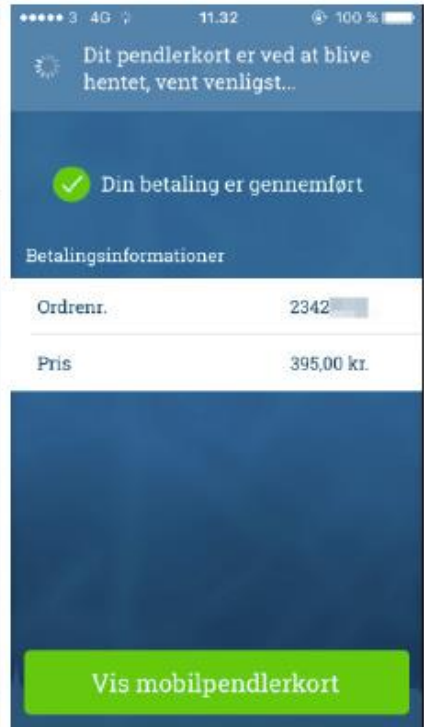 3 4G 11.32 100 %
Dit pendlerkort er ved at blive
hentet, vent venligst...
Din betaling er gennemført
Betalingsinformationer
Ordrenr. 2342
Pris 395,00 kr.
Vis mobilpendlerkort